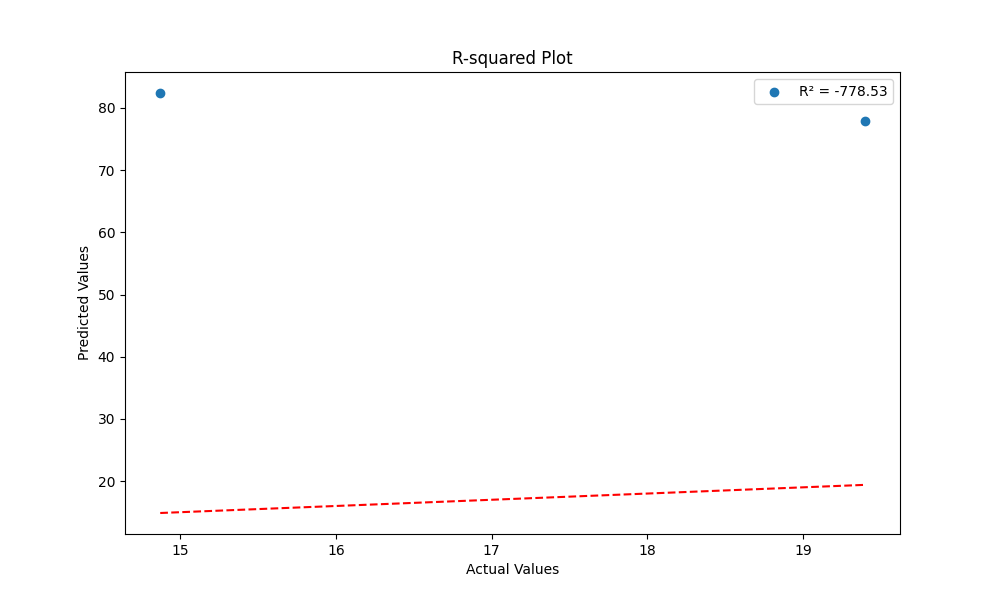 R-squared Plot
R² = -778.53
Predicted Values
80
70
60
50
40
30
20
15 16 17 18 19
Actual Values